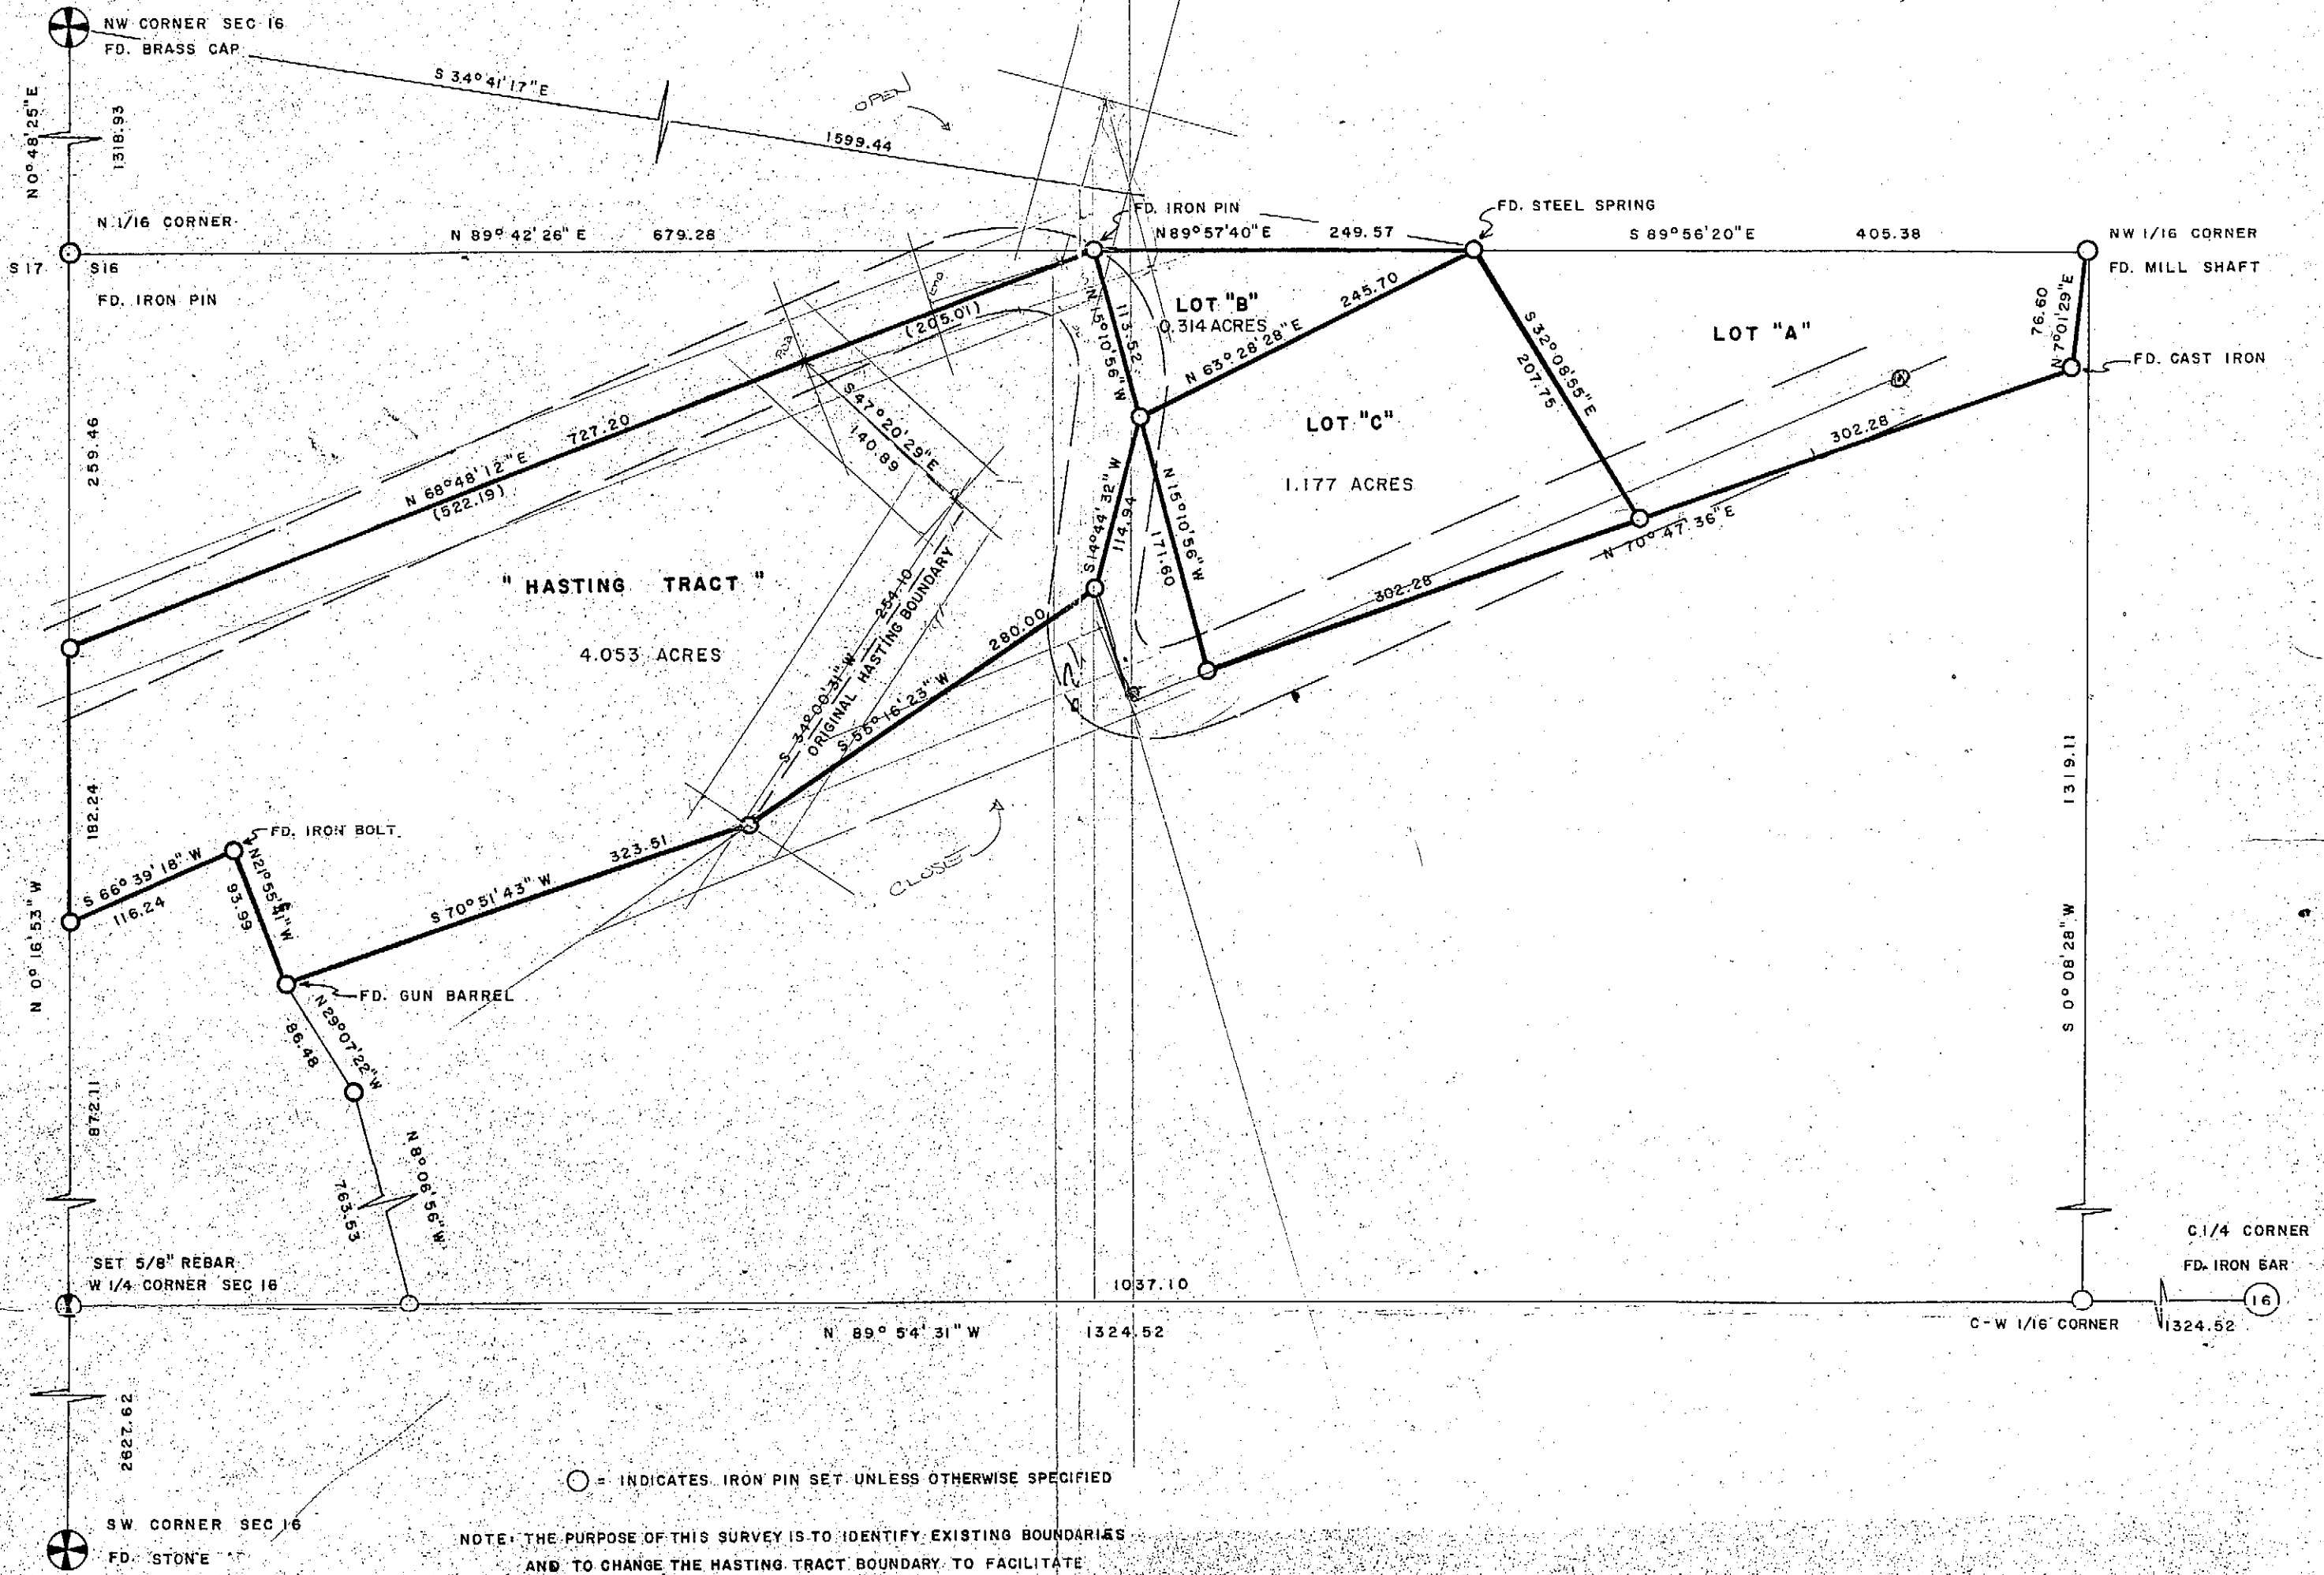 NW CORNER SEC 16
FD. BRASS CAP
S 34° 41' 17" E
1599.44
OPEN
N 0° 48' 25" E
1318.93
N 1/16 CORNER
S 17
S16
FD. IRON PIN
N 89° 42' 26" E 679.28
FD. IRON PIN
N89°57'40"E 249.57
FD. STEEL SPRING
S 89°56'20"E 405.38
NW 1/16 CORNER
FD. MILL SHAFT
76.60
N 7°01'29"E
FD. CAST IRON
LOT "B"
0.314 ACRES
245.70
N 63° 28' 28" E
113.52
N 15°10'56" W
LOT "A"
S 32°08'55"E
207.75
LOT "C"
1.177 ACRES
302.28
302.28
N 70° 47' 36" E
(205.01)
727.20
N 68°48'12"E
(522.19)
S 47°20'29"E
140.89
259.46
S 14°44'32" W
114.94
N 15°10'56" W
171.60
" HASTING TRACT "
4.053 ACRES
254.10
S 34°00'31" W
ORIGINAL HASTING BOUNDARY
280.00
S 55° 16' 23" W
CLOSE
182.24
FD. IRON BOLT
S 66° 39' 18" W
116.24
93.99
323.51
S 70° 51' 43" W
FD. GUN BARREL
N 29°07'22" W
86.48
N 0° 16' 53" W
872.11
N 8° 06' 56" W
763.53
1319.11
S 0° 08' 28" W
SET 5/8" REBAR
W 1/4 CORNER SEC 16
1037.10
N 89° 54' 31" W 1324.52
C 1/4 CORNER
FD. IRON BAR
16
C-W 1/16 CORNER
1324.52
2627.62
= INDICATES IRON PIN SET UNLESS OTHERWISE SPECIFIED
SW CORNER SEC 16
FD. STONE
NOTE: THE PURPOSE OF THIS SURVEY IS TO IDENTIFY EXISTING BOUNDARIES
AND TO CHANGE THE HASTING TRACT BOUNDARY TO FACILITATE